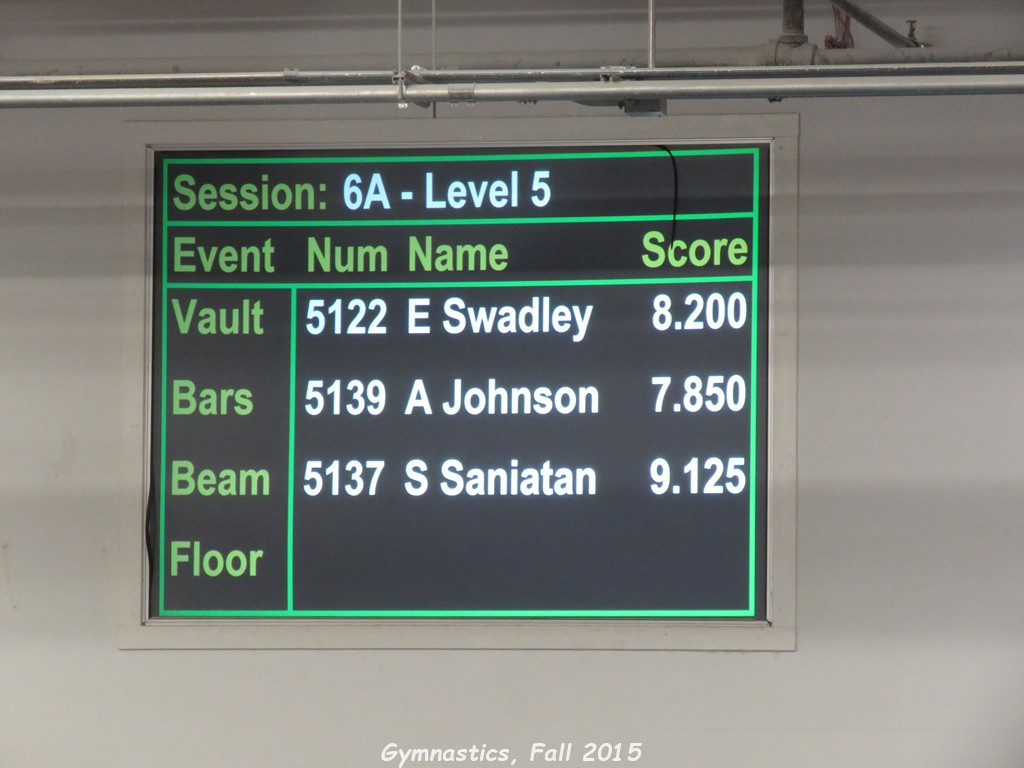 Session: 6A - Level 5
Event Num Name Score
Vault 5122 E Swadley 8.200
Bars 5139 A Johnson 7.850
Beam 5137 S Saniatan 9.125
Floor
Gymnastics, Fall 2015